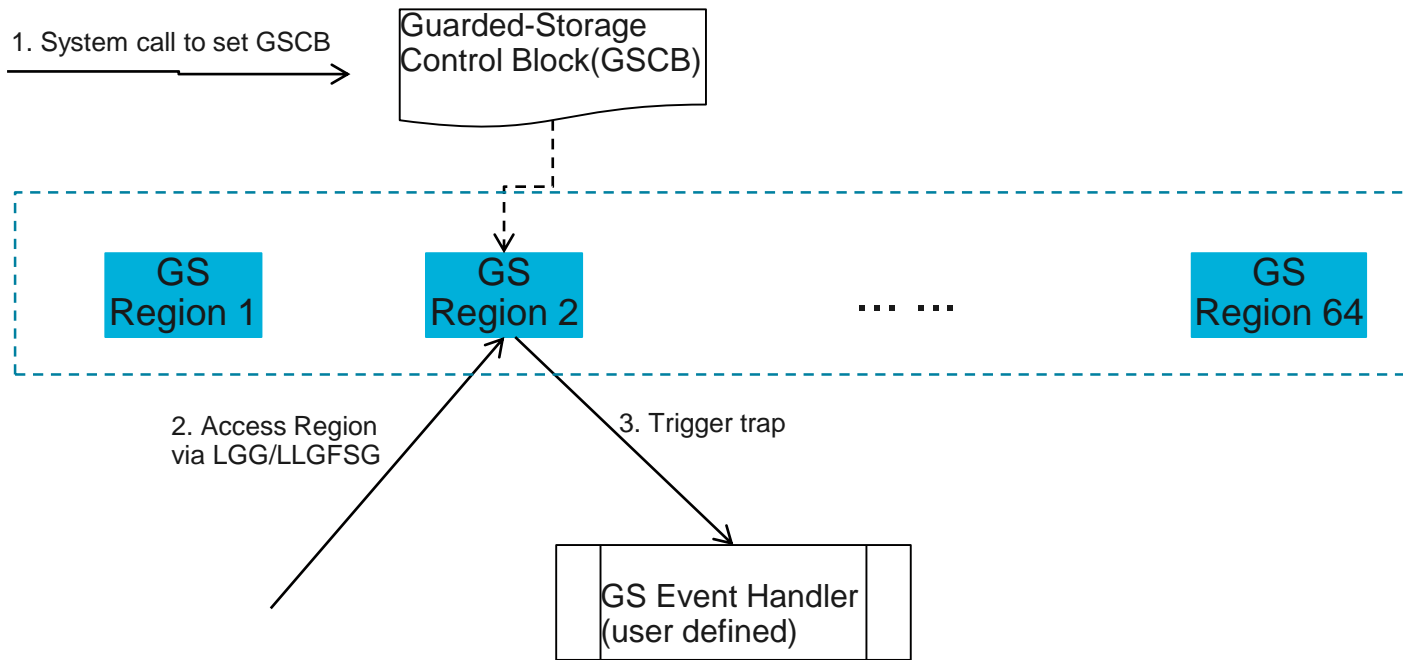 1. System call to set GSCB
Guarded-Storage
Control Block(GSCB)
GS
Region 1
GS
Region 2
... ...
GS
Region 64
2. Access Region
via LGG/LLGFSG
3. Trigger trap
GS Event Handler
(user defined)